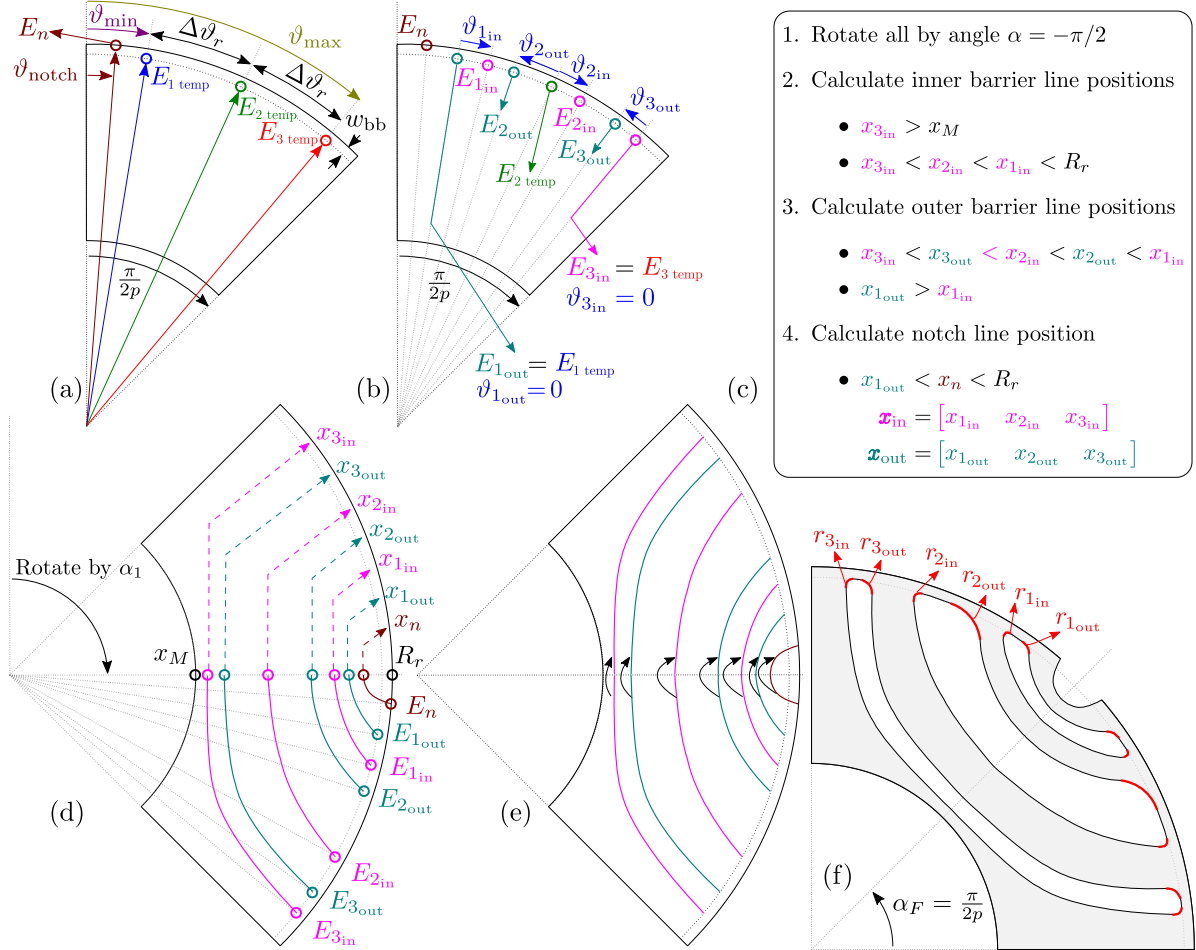 ϑ_min
Δϑ_r
ϑ_max
E_n
ϑ_notch
Δϑ_r
E_1 temp
E_2 temp
E_3 temp
w_bb
π/2p
(a)
E_n
ϑ_1in
ϑ_2out
ϑ_2in
ϑ_3out
E_1in
E_2out
E_2in
E_3out
E_2 temp
E_3in = E_3 temp
ϑ_3in = 0
π/2p
E_1out = E_1 temp
ϑ_1out = 0
(b)
(c)
1. Rotate all by angle α = −π/2
2. Calculate inner barrier line positions
• x_3in > x_M
• x_3in < x_2in < x_1in < R_r
3. Calculate outer barrier line positions
• x_3in < x_3out < x_2in < x_2out < x_1in
• x_1out > x_1in
4. Calculate notch line position
• x_1out < x_n < R_r
x_in = [x_1in x_2in x_3in]
x_out = [x_1out x_2out x_3out]
x_3in
x_3out
x_2in
x_2out
x_1in
x_1out
x_n
Rotate by α_1
x_M
R_r
E_n
E_1out
E_1in
E_2out
E_2in
E_3out
E_3in
(d)
(e)
r_3in
r_3out
r_2in
r_2out
r_1in
r_1out
(f)
α_F = π/2p